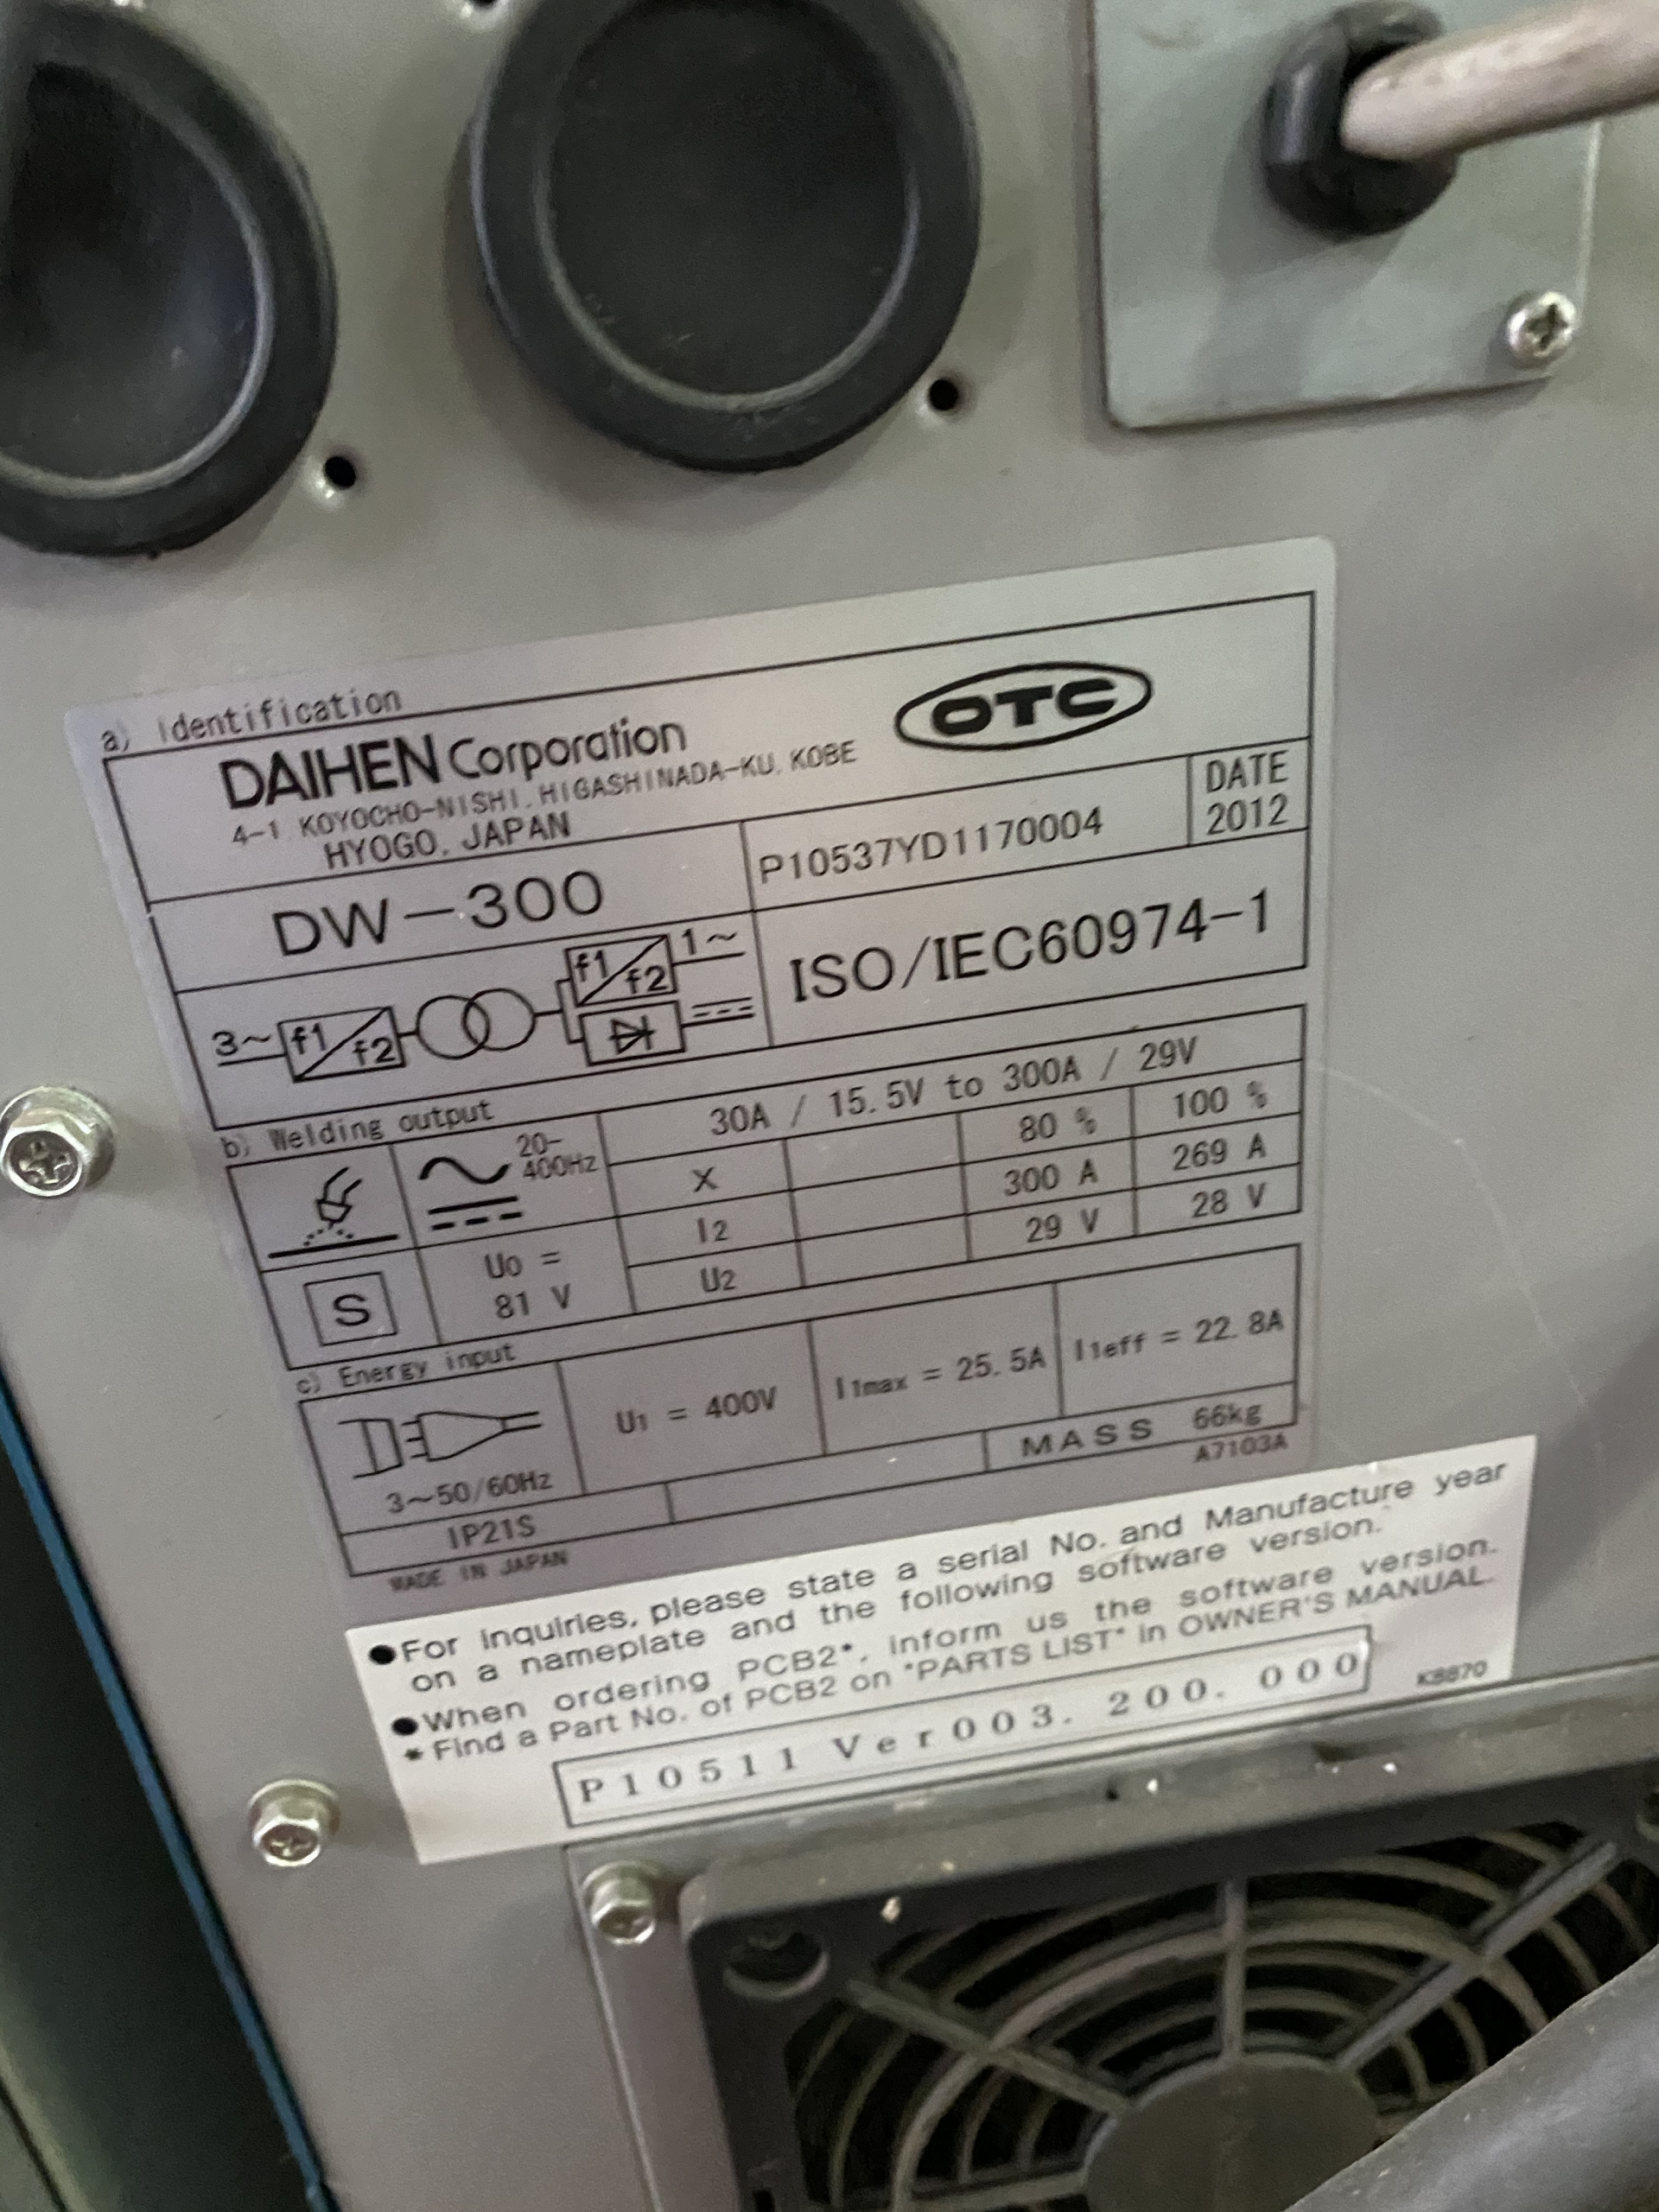 a) Identification
DAIHEN Corporation
4-1 KOYOCHO-NISHI, HIGASHINADA-KU, KOBE
HYOGO, JAPAN
OTC
DW-300
P10537YD1170004
DATE
2012
3~ f1 f2 f1 f2 1~
ISO/IEC60974-1
b) Welding output
20-
400Hz
30A / 15.5V to 300A / 29V
X 80 % 100 %
I2 300 A 269 A
U2 29 V 28 V
S
U0 =
81 V
c) Energy input
3~50/60Hz
U1 = 400V
I1max = 25.5A
I1eff = 22.8A
IP21S
MASS 66kg
A7103A
MADE IN JAPAN
●For inquiries, please state a serial No. and Manufacture year
on a nameplate and the following software version.
●When ordering PCB2*, inform us the software version.
* Find a Part No. of PCB2 on "PARTS LIST" in OWNER'S MANUAL.
P10511 Ver003.200.000
K8870